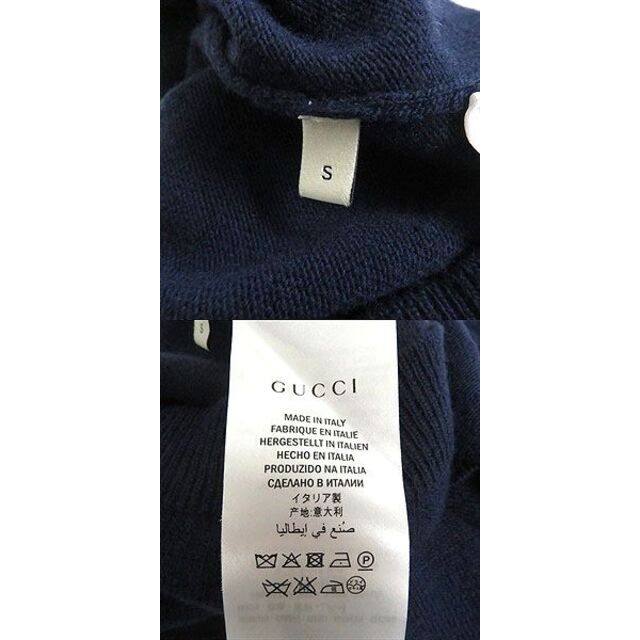 S
GUCCI
MADE IN ITALY
FABRIQUE EN ITALIE
HERGESTELLT IN ITALIEN
HECHO EN ITALIA
PRODUZIDO NA ITALIA
СДЕЛАНО В ИТАЛИИ
イタリア製
产地:意大利
صُنع في إيطاليا